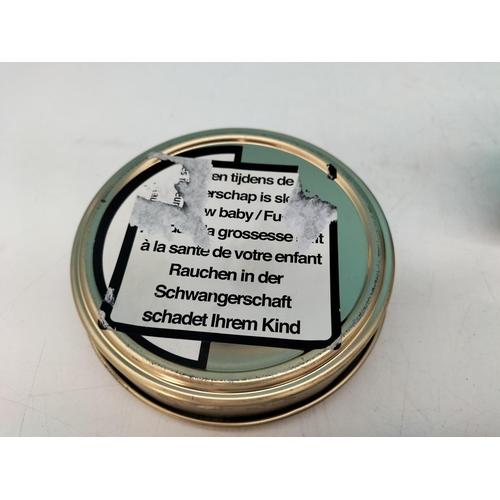 en tijdens de
erschap is sl
w baby / Fu
la grossesse
à la santé de votre enfant
Rauchen in der
Schwangerschaft
schadet Ihrem Kind